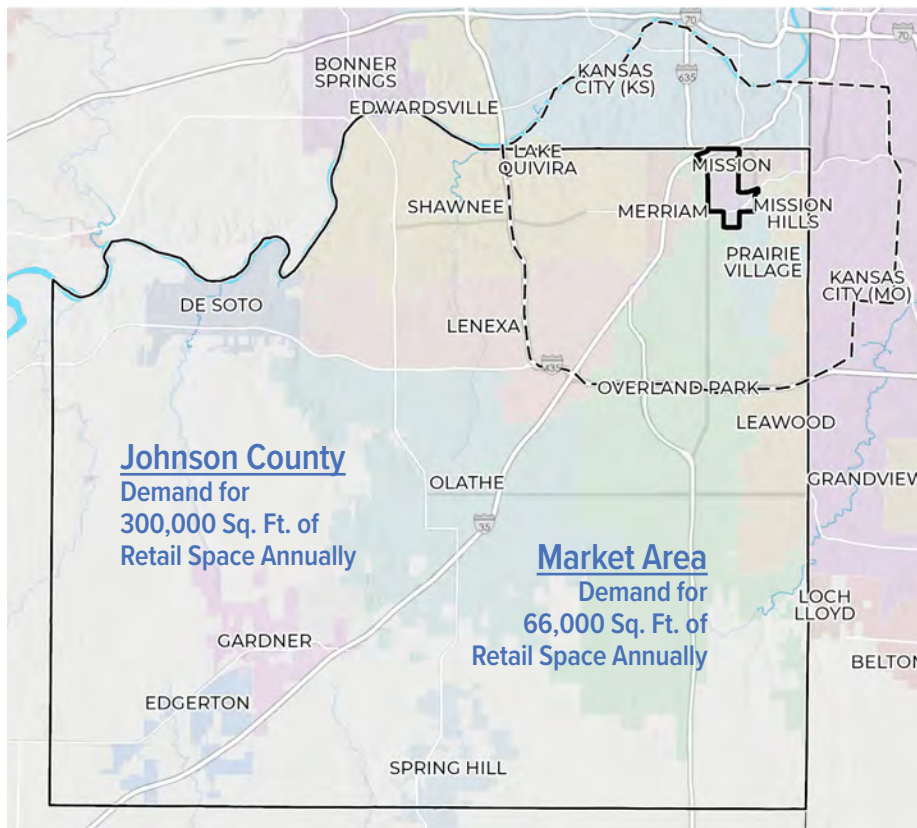 70
70
BONNER
SPRINGS
KANSAS
CITY (KS)
635
EDWARDSVILLE
LAKE
QUIVIRA
MISSION
SHAWNEE
MERRIAM
MISSION
HILLS
PRAIRIE
VILLAGE
KANSAS
CITY (MO)
DE SOTO
LENEXA
435
OVERLAND PARK
LEAWOOD
Johnson County
Demand for
300,000 Sq. Ft. of
Retail Space Annually
OLATHE
GRANDVIEW
35
Market Area
Demand for
66,000 Sq. Ft. of
Retail Space Annually
LOCH
LLOYD
GARDNER
BELTON
EDGERTON
SPRING HILL